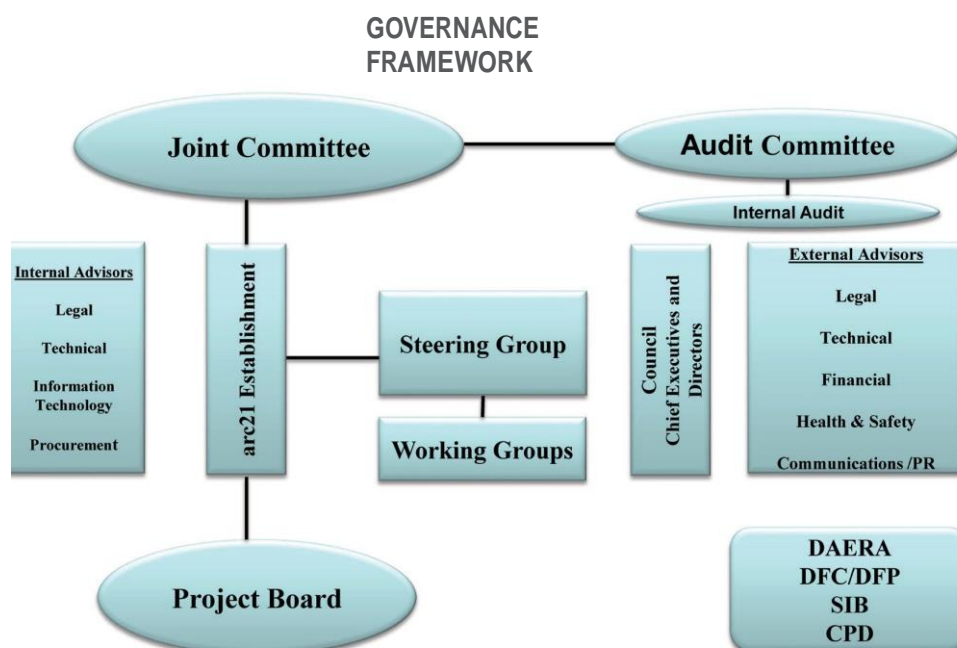 GOVERNANCE
FRAMEWORK
Joint Committee
Audit Committee
Internal Audit
Internal Advisors
Legal
Technical
Information
Technology
Procurement
arc21 Establishment
Steering Group
Working Groups
Council
Chief Executives and
Directors
External Advisors
Legal
Technical
Financial
Health & Safety
Communications /PR
Project Board
DAERA
DFC/DFP
SIB
CPD